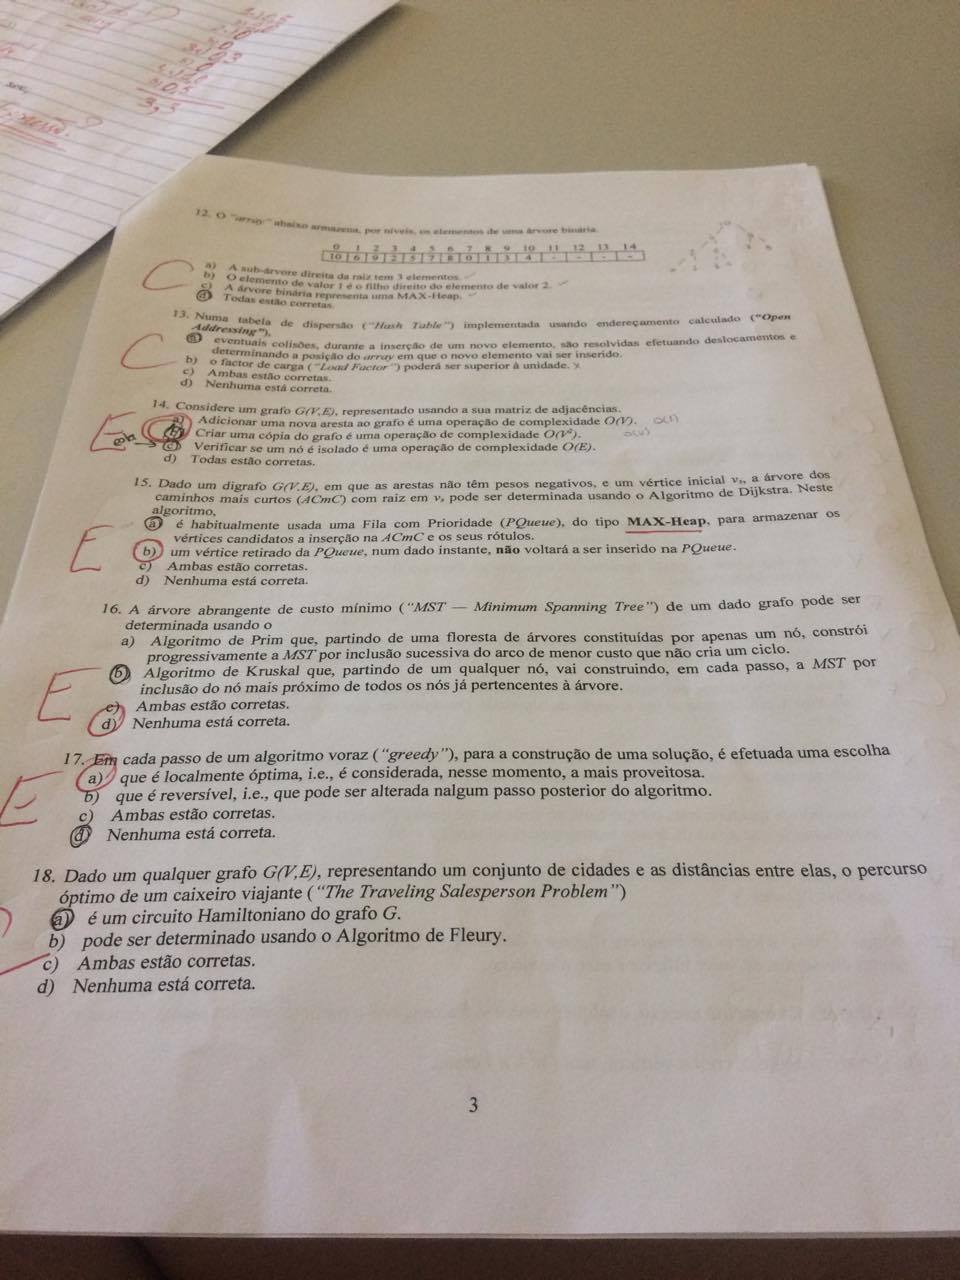 12. O "array" abaixo armazena, por níveis, os elementos de uma árvore binária.
0 1 2 3 4 5 6 7 8 9 10 11 12 13 14
10 6 9 2 5 7 8 0 1 3 4 - - - -
a) A sub-árvore direita da raiz tem 3 elementos.
b) O elemento de valor 1 é o filho direito do elemento de valor 2.
c) A árvore binária representa uma MAX-Heap.
d) Todas estão corretas.
C
13. Numa tabela de dispersão ("Hash Table") implementada usando endereçamento calculado ("Open
Addressing"),
a) eventuais colisões, durante a inserção de um novo elemento, são resolvidas efetuando deslocamentos e
determinando a posição do array em que o novo elemento vai ser inserido.
b) o factor de carga ("Load Factor") poderá ser superior à unidade. x
c) Ambas estão corretas.
d) Nenhuma está correta.
C
14. Considere um grafo G(V,E), representado usando a sua matriz de adjacências.
a) Adicionar uma nova aresta ao grafo é uma operação de complexidade O(V). O(1)
b) Criar uma cópia do grafo é uma operação de complexidade O(V²).
c) Verificar se um nó é isolado é uma operação de complexidade O(E). O(V)
d) Todas estão corretas.
E
15. Dado um digrafo G(V,E), em que as arestas não têm pesos negativos, e um vértice inicial vₛ, a árvore dos
caminhos mais curtos (ACmC) com raiz em vₛ pode ser determinada usando o Algoritmo de Dijkstra. Neste
algoritmo,
a) é habitualmente usada uma Fila com Prioridade (PQueue), do tipo MAX-Heap, para armazenar os
vértices candidatos a inserção na ACmC e os seus rótulos.
b) um vértice retirado da PQueue, num dado instante, não voltará a ser inserido na PQueue.
c) Ambas estão corretas.
d) Nenhuma está correta.
E
16. A árvore abrangente de custo mínimo ("MST — Minimum Spanning Tree") de um dado grafo pode ser
determinada usando o
a) Algoritmo de Prim que, partindo de uma floresta de árvores constituídas por apenas um nó, constrói
progressivamente a MST por inclusão sucessiva do arco de menor custo que não cria um ciclo.
b) Algoritmo de Kruskal que, partindo de um qualquer nó, vai construindo, em cada passo, a MST por
inclusão do nó mais próximo de todos os nós já pertencentes à árvore.
c) Ambas estão corretas.
d) Nenhuma está correta.
E
17. Em cada passo de um algoritmo voraz ("greedy"), para a construção de uma solução, é efetuada uma escolha
a) que é localmente óptima, i.e., é considerada, nesse momento, a mais proveitosa.
b) que é reversível, i.e., que pode ser alterada nalgum passo posterior do algoritmo.
c) Ambas estão corretas.
d) Nenhuma está correta.
E
18. Dado um qualquer grafo G(V,E), representando um conjunto de cidades e as distâncias entre elas, o percurso
óptimo de um caixeiro viajante ("The Traveling Salesperson Problem")
a) é um circuito Hamiltoniano do grafo G.
b) pode ser determinado usando o Algoritmo de Fleury.
c) Ambas estão corretas.
d) Nenhuma está correta.
3